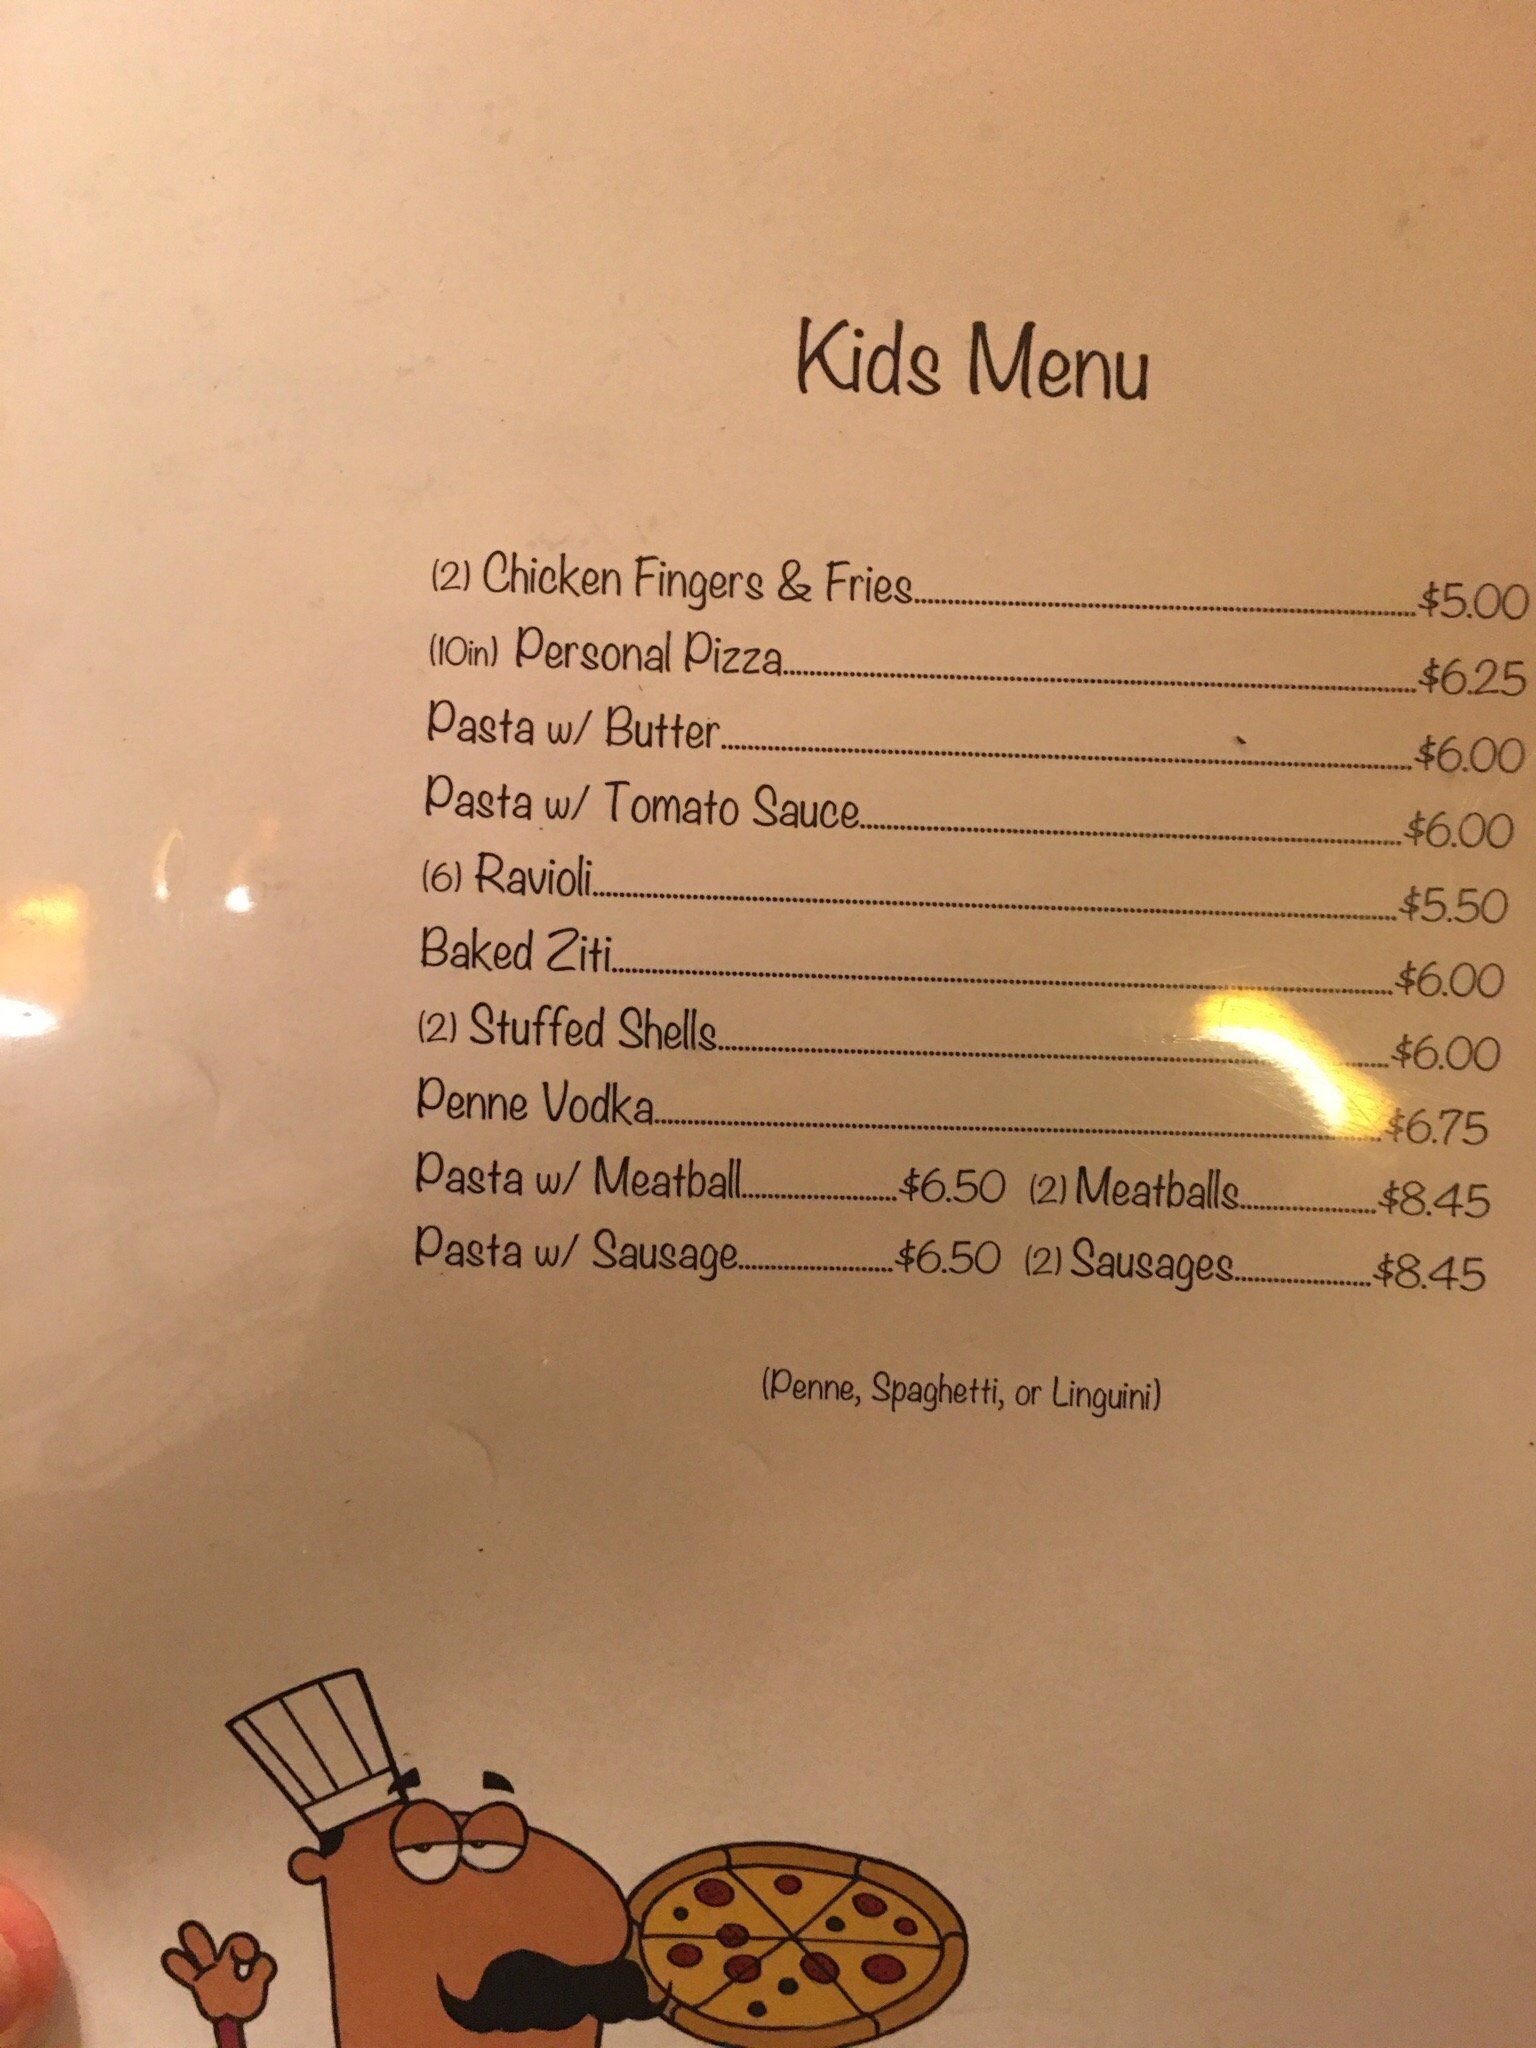 Kids Menu
(2) Chicken Fingers & Fries.....$5.00
(10in) Personal Pizza.....$6.25
Pasta w/ Butter.....$6.00
Pasta w/ Tomato Sauce.....$6.00
(6) Ravioli.....$5.50
Baked Ziti.....$6.00
(2) Stuffed Shells.....$6.00
Penne Vodka.....$6.75
Pasta w/ Meatball.....$6.50 (2) Meatballs.....$8.45
Pasta w/ Sausage.....$6.50 (2) Sausages.....$8.45
(Penne, Spaghetti, or Linguini)